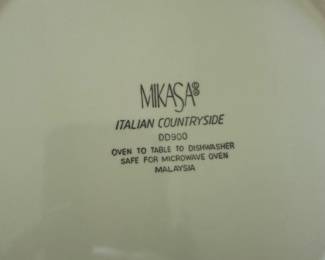 MIKASA®
ITALIAN COUNTRYSIDE
DD900
OVEN TO TABLE TO DISHWASHER
SAFE FOR MICROWAVE OVEN
MALAYSIA